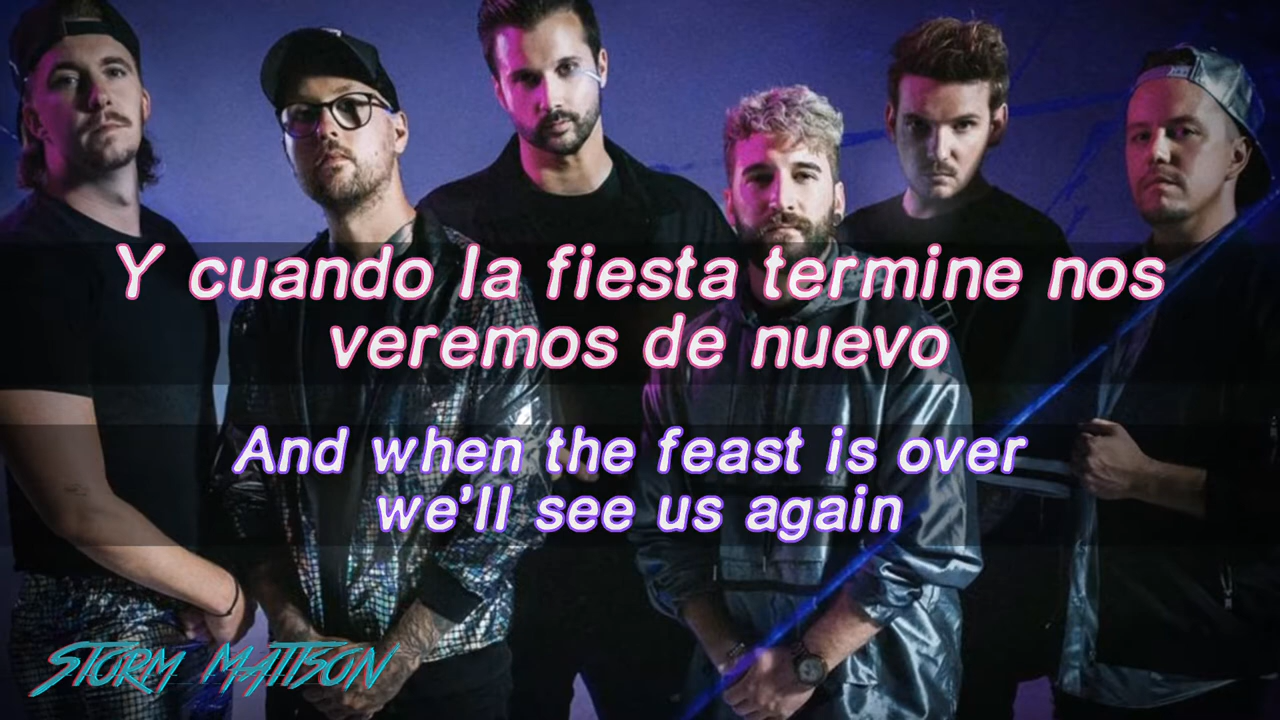 Y cuando la fiesta termine nos
veremos de nuevo
And when the feast is over
we'll see us again
STORM MATTSON